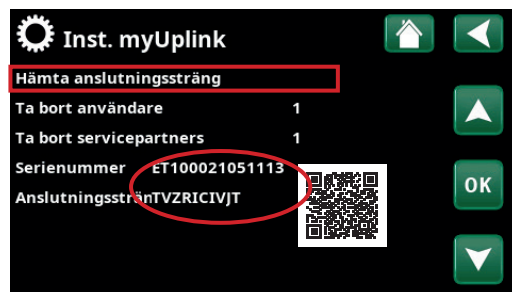 Inst. myUplink
Hämta anslutningssträng
Ta bort användare 1
Ta bort servicepartners 1
Serienummer ET100021051113
AnslutningsstränTVZRICIVJT
OK